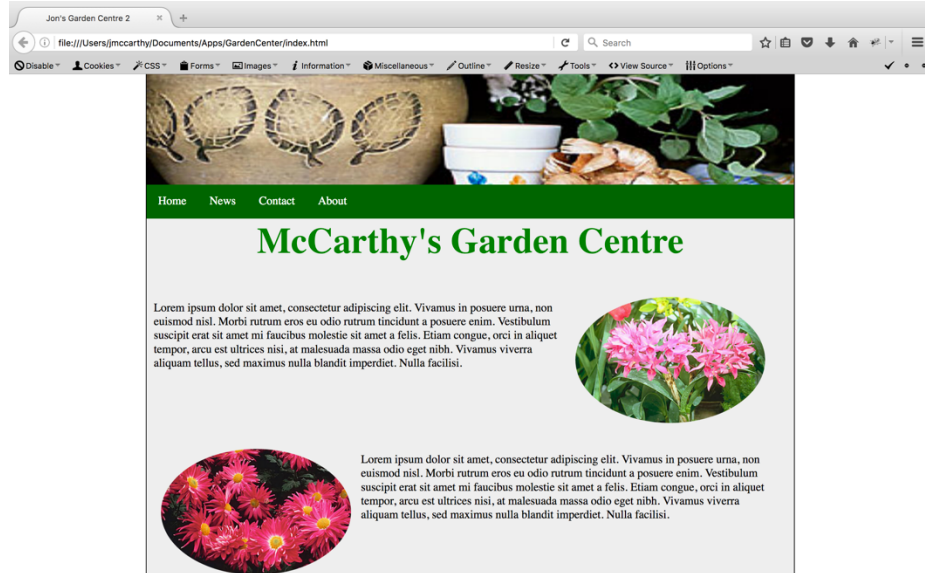 Jon's Garden Centre 2
file:///Users/jmccarthy/Documents/Apps/GardenCenter/index.html
Search
Disable Cookies CSS Forms Images Information Miscellaneous Outline Resize Tools View Source Options
Home News Contact About
McCarthy's Garden Centre
Lorem ipsum dolor sit amet, consectetur adipiscing elit. Vivamus in posuere urna, non
euismod nisl. Morbi rutrum eros eu odio rutrum tincidunt a posuere enim. Vestibulum
suscipit erat sit amet mi faucibus molestie sit amet a felis. Etiam congue, orci in aliquet
tempor, arcu est ultrices nisi, at malesuada massa odio eget nibh. Vivamus viverra
aliquam tellus, sed maximus nulla blandit imperdiet. Nulla facilisi.
Lorem ipsum dolor sit amet, consectetur adipiscing elit. Vivamus in posuere urna, non
euismod nisl. Morbi rutrum eros eu odio rutrum tincidunt a posuere enim. Vestibulum
suscipit erat sit amet mi faucibus molestie sit amet a felis. Etiam congue, orci in aliquet
tempor, arcu est ultrices nisi, at malesuada massa odio eget nibh. Vivamus viverra
aliquam tellus, sed maximus nulla blandit imperdiet. Nulla facilisi.